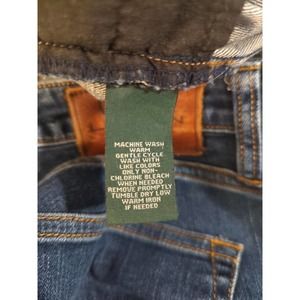 MACHINE WASH
WARM
GENTLE CYCLE
WASH WITH
LIKE COLORS
ONLY NON-
CHLORINE BLEACH
WHEN NEEDED
REMOVE PROMPTLY
TUMBLE DRY LOW
WARM IRON
IF NEEDED